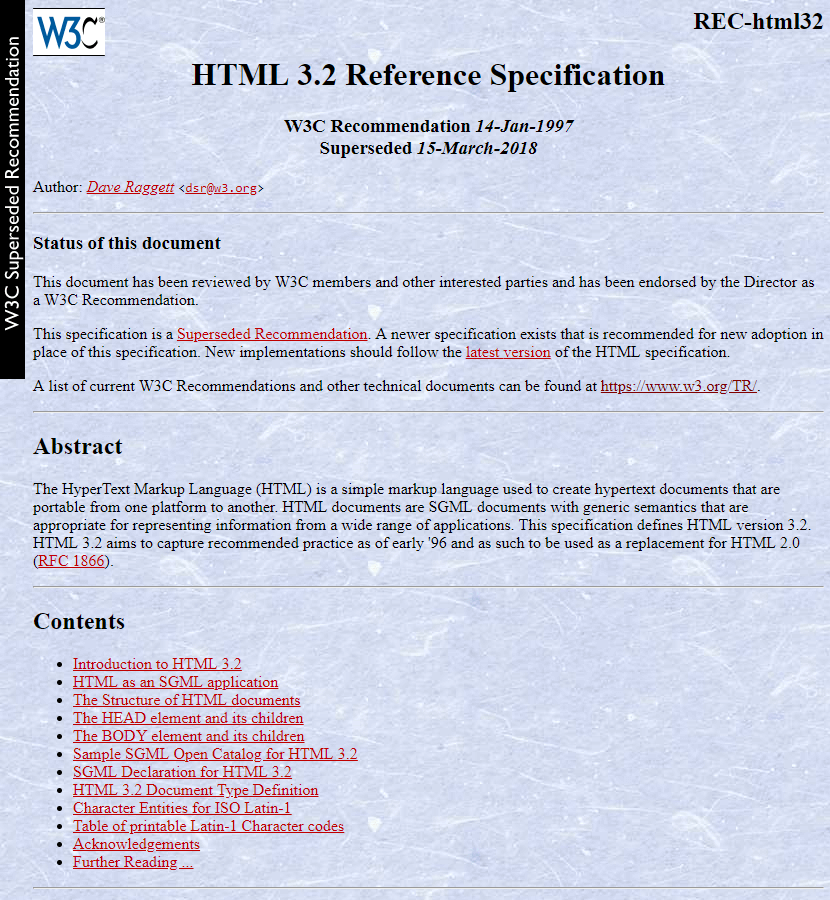 W3C®
REC-html32
W3C Superseded Recommendation
HTML 3.2 Reference Specification
W3C Recommendation 14-Jan-1997
Superseded 15-March-2018
Author: Dave Raggett <dsr@w3.org>
Status of this document
This document has been reviewed by W3C members and other interested parties and has been endorsed by the Director as
a W3C Recommendation.
This specification is a Superseded Recommendation. A newer specification exists that is recommended for new adoption in
place of this specification. New implementations should follow the latest version of the HTML specification.
A list of current W3C Recommendations and other technical documents can be found at https://www.w3.org/TR/.
Abstract
The HyperText Markup Language (HTML) is a simple markup language used to create hypertext documents that are
portable from one platform to another. HTML documents are SGML documents with generic semantics that are
appropriate for representing information from a wide range of applications. This specification defines HTML version 3.2.
HTML 3.2 aims to capture recommended practice as of early '96 and as such to be used as a replacement for HTML 2.0
(RFC 1866).
Contents
• Introduction to HTML 3.2
• HTML as an SGML application
• The Structure of HTML documents
• The HEAD element and its children
• The BODY element and its children
• Sample SGML Open Catalog for HTML 3.2
• SGML Declaration for HTML 3.2
• HTML 3.2 Document Type Definition
• Character Entities for ISO Latin-1
• Table of printable Latin-1 Character codes
• Acknowledgements
• Further Reading ...